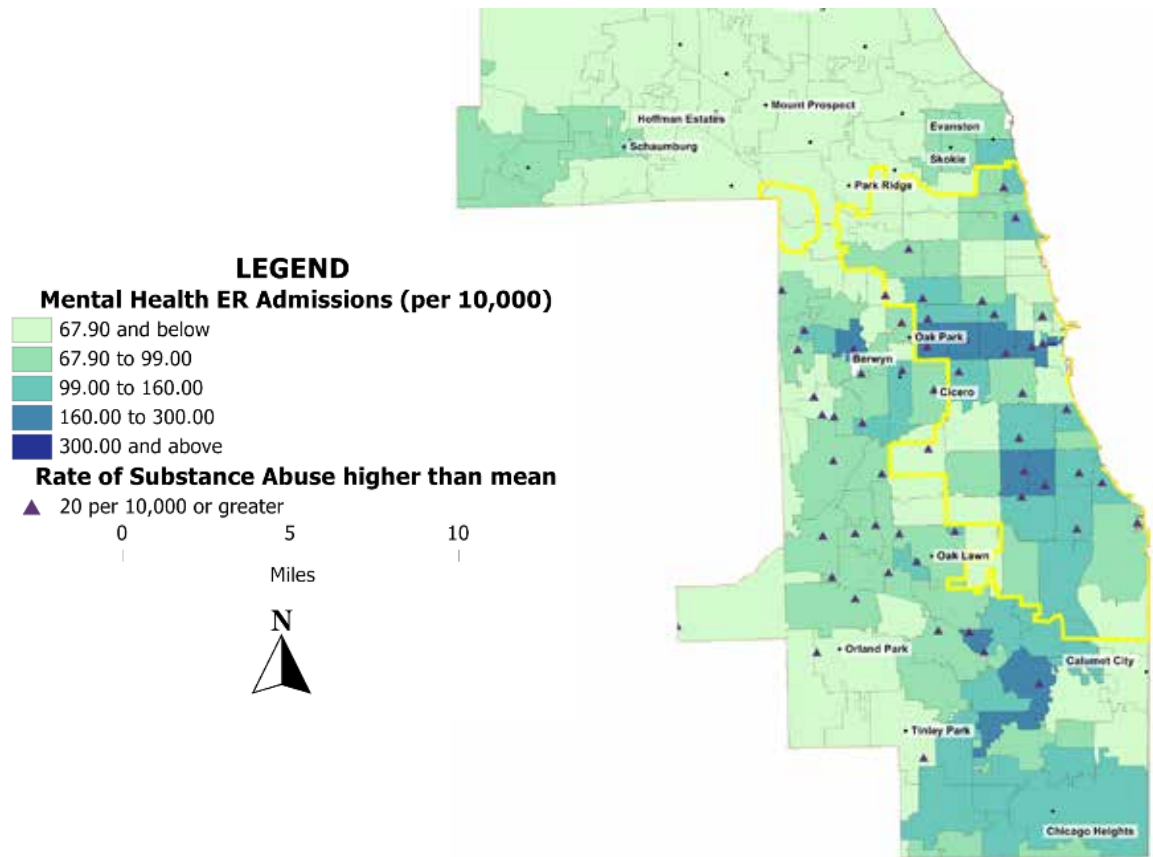 Mount Prospect
Hoffman Estates
Evanston
Schaumburg
Skokie
Park Ridge
LEGEND
Mental Health ER Admissions (per 10,000)
67.90 and below
67.90 to 99.00
99.00 to 160.00
160.00 to 300.00
300.00 and above
Rate of Substance Abuse higher than mean
20 per 10,000 or greater
0 5 10
Miles
N
Oak Park
Berwyn
Cicero
Oak Lawn
Orland Park
Calumet City
Tinley Park
Chicago Heights